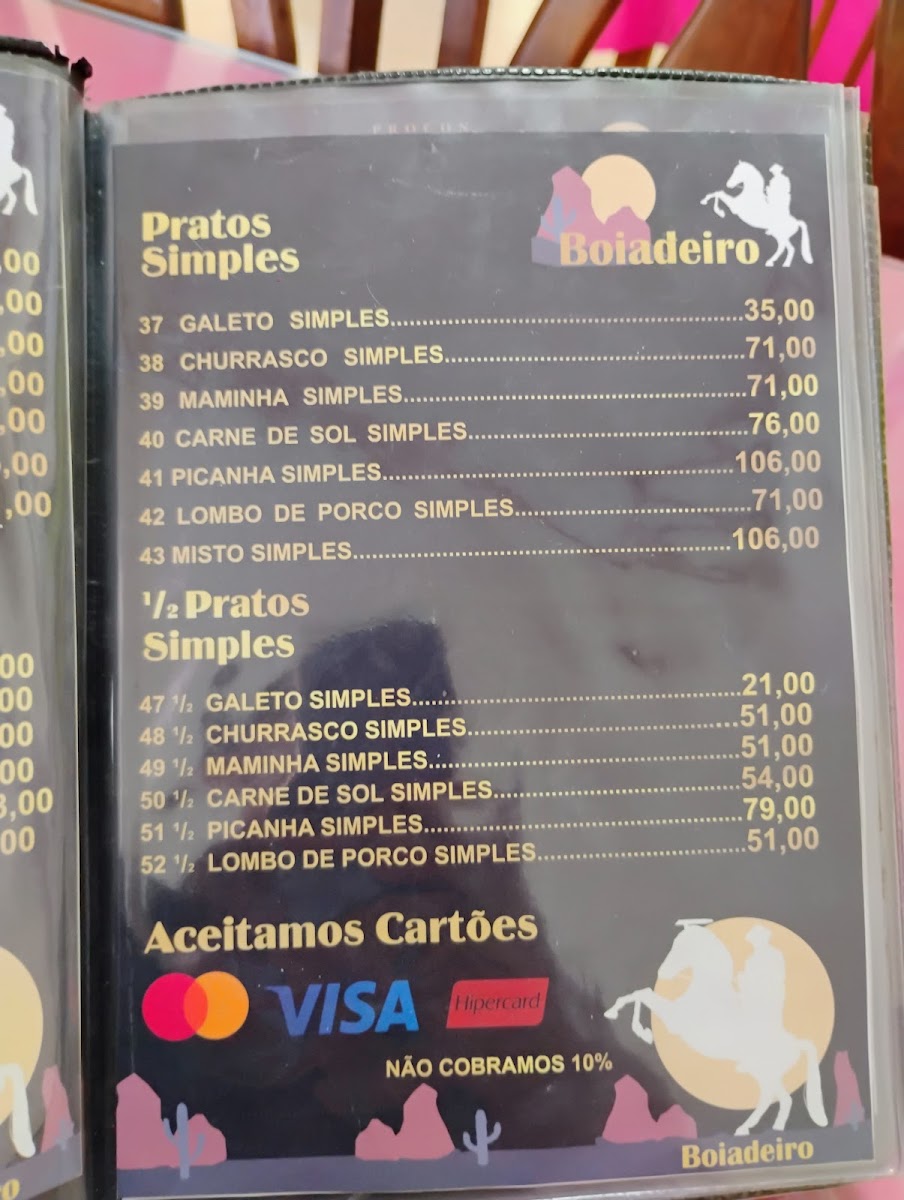 PROCON
Pratos
Simples
Boiadeiro
37 GALETO SIMPLES.....35,00
38 CHURRASCO SIMPLES.....71,00
39 MAMINHA SIMPLES.....71,00
40 CARNE DE SOL SIMPLES.....76,00
41 PICANHA SIMPLES.....106,00
42 LOMBO DE PORCO SIMPLES.....71,00
43 MISTO SIMPLES.....106,00
1/2 Pratos
Simples
47 1/2 GALETO SIMPLES.....21,00
48 1/2 CHURRASCO SIMPLES.....51,00
49 1/2 MAMINHA SIMPLES.....51,00
50 1/2 CARNE DE SOL SIMPLES.....54,00
51 1/2 PICANHA SIMPLES.....79,00
52 1/2 LOMBO DE PORCO SIMPLES.....51,00
Aceitamos Cartões
VISA
Hipercard
NÃO COBRAMOS 10%
Boiadeiro